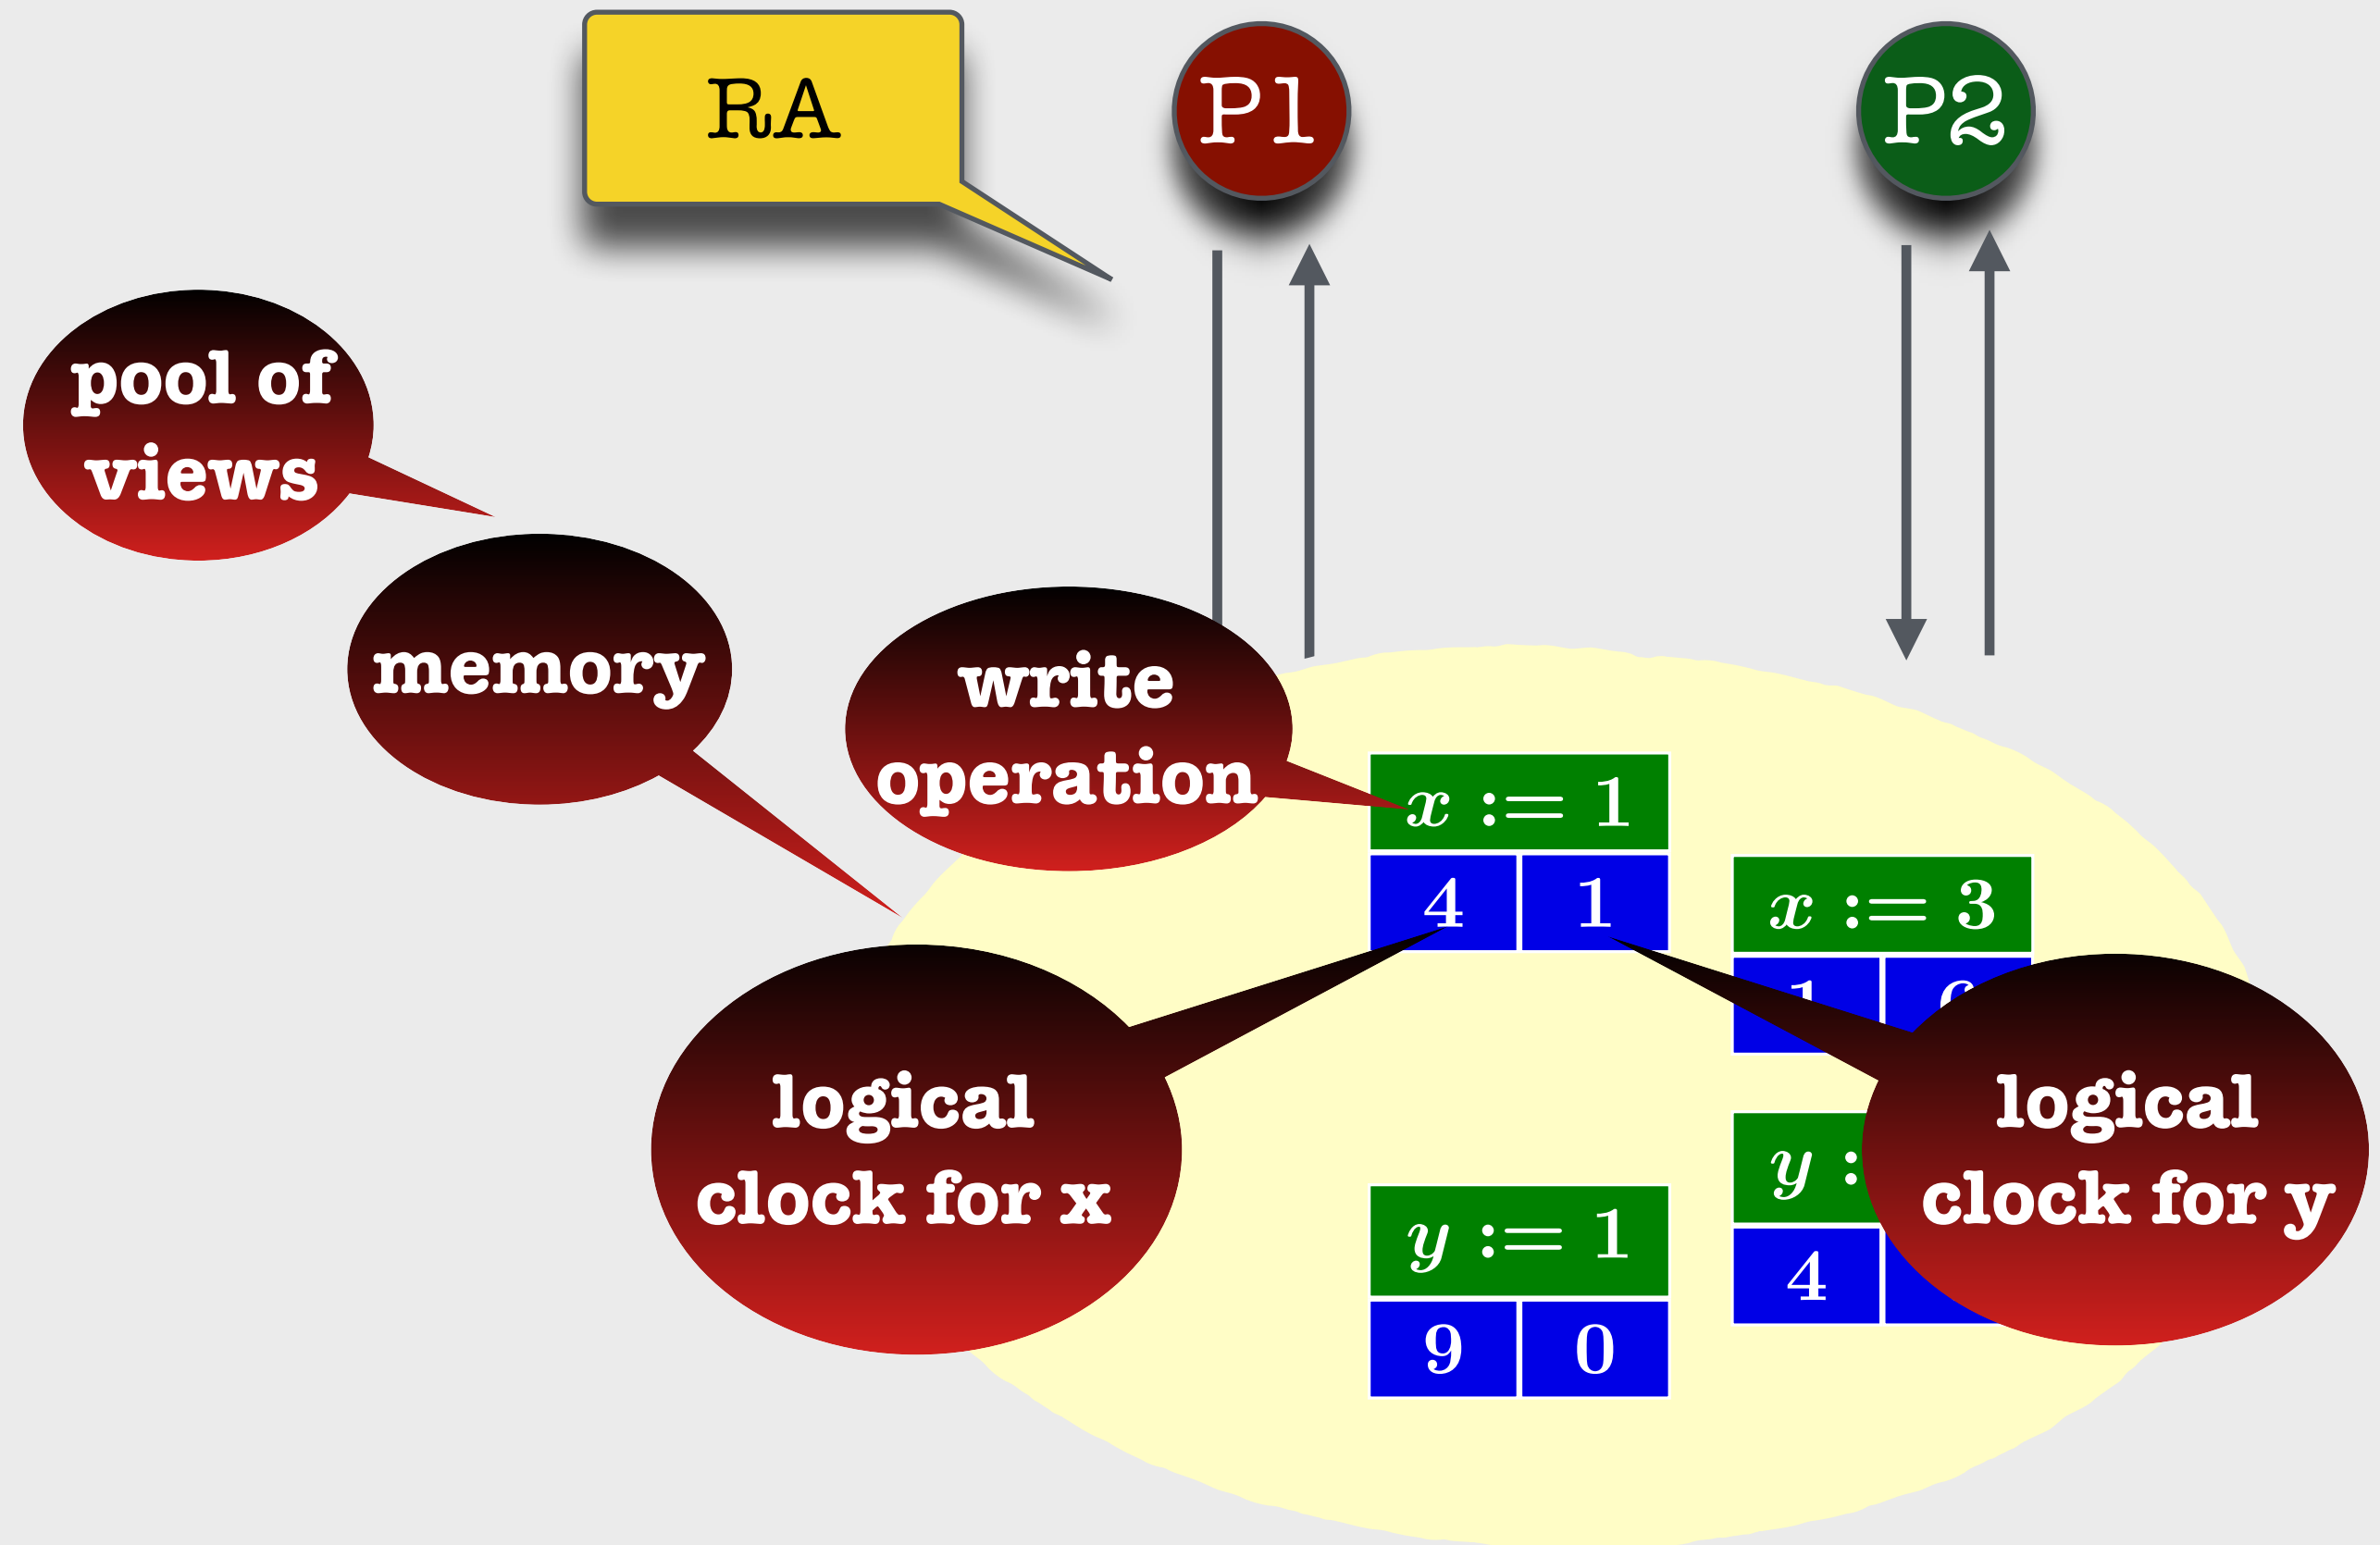 RA
P1
P2
pool of
views
memory
write
operation
x := 1
4 1
x := 3
1
logical
clock for x
logical
clock for y
y :
4
y := 1
9 0